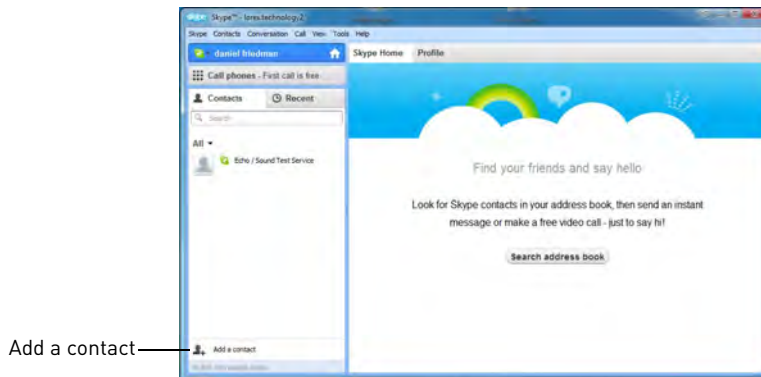 Skype™ - lorex.technology2
Skype Contacts Conversation Call View Tools Help
daniel friedman
Skype Home Profile
Call phones - First call is free
Contacts Recent
Search
All
Echo / Sound Test Service
Find your friends and say hello
Look for Skype contacts in your address book, then send an instant
message or make a free video call - just to say hi!
Search address book
Add a contact
Add a contact